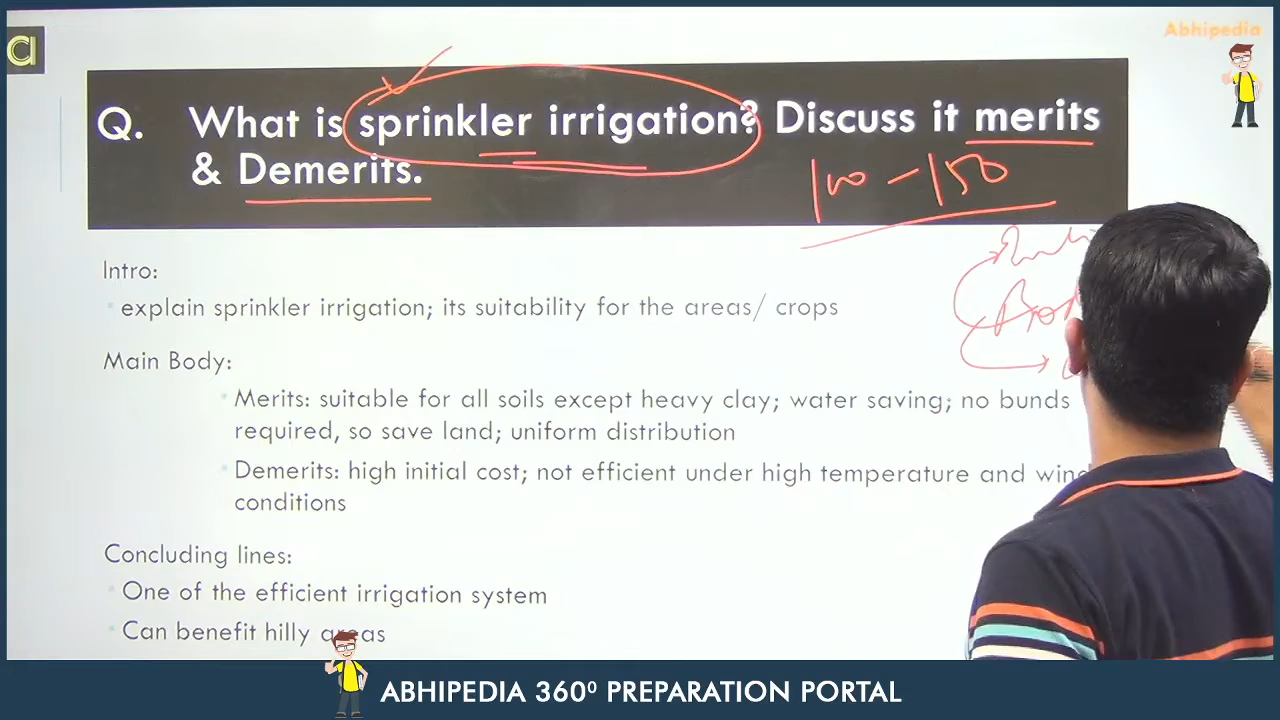 a
Abhipedia
Q. What is sprinkler irrigation? Discuss it merits
& Demerits.
100 - 150
Intro:
explain sprinkler irrigation; its suitability for the areas/ crops
Main Body:
Merits: suitable for all soils except heavy clay; water saving; no bunds
required, so save land; uniform distribution
Demerits: high initial cost; not efficient under high temperature and
conditions
Concluding lines:
One of the efficient irrigation system
Can benefit hilly areas
ABHIPEDIA 360⁰ PREPARATION PORTAL